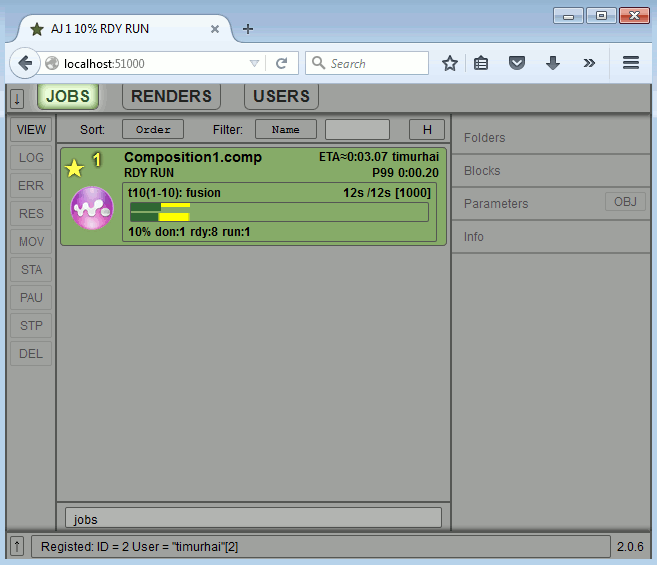 AJ 1 10% RDY RUN
localhost:51000
Search
JOBS RENDERS USERS
VIEW
LOG
ERR
RES
MOV
STA
PAU
STP
DEL
Sort: Order Filter: Name H
1 Composition1.comp ETA≈0:03.07 timurhai
RDY RUN P99 0:00.20
t10(1-10): fusion 12s /12s [1000]
10% don:1 rdy:8 run:1
Folders
Blocks
Parameters OBJ
Info
jobs
Registed: ID = 2 User = "timurhai"[2] 2.0.6